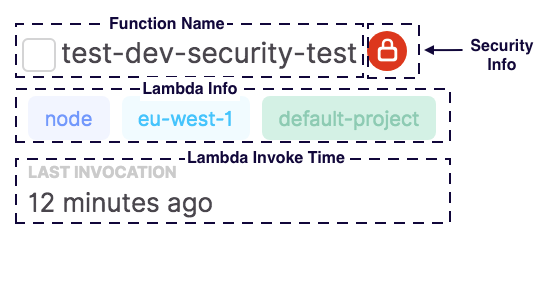 Function Name
test-dev-security-test
Security
Info
Lambda Info
node eu-west-1 default-project
Lambda Invoke Time
LAST INVOCATION
12 minutes ago